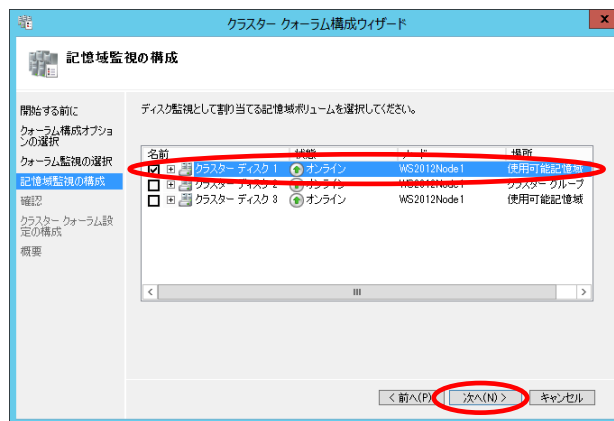 クラスター クォーラム構成ウィザード
x
記憶域監視の構成
開始する前に
クォーラム構成オプショ
ンの選択
クォーラム監視の選択
記憶域監視の構成
確認
クラスター クォーラム設
定の構成
概要
ディスク監視として割り当てる記憶域ボリュームを選択してください。
名前 状態 ノード 場所
クラスター ディスク 1 オンライン WS2012Node1 使用可能記憶域
クラスター ディスク 2 オンライン WS2012Node1 クラスター グループ
クラスター ディスク 3 オンライン WS2012Node1 使用可能記憶域
< 前へ(P) 次へ(N) > キャンセル